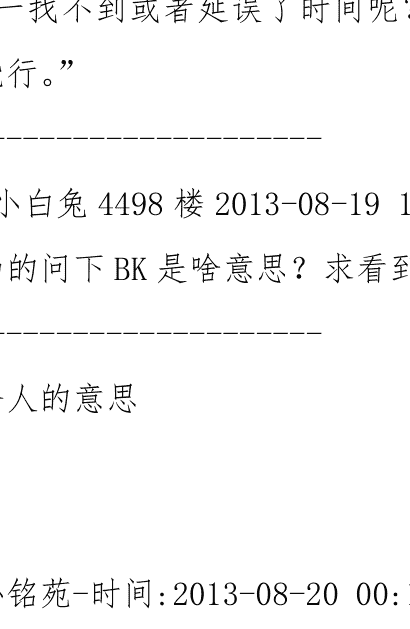 一找不到或者延误了时间呢?
行。”
--------------------
小白兔 4498 楼 2013-08-19 1
的问下 BK 是啥意思? 求看到
--------------------
人的意思
铭苑-时间:2013-08-20 00: